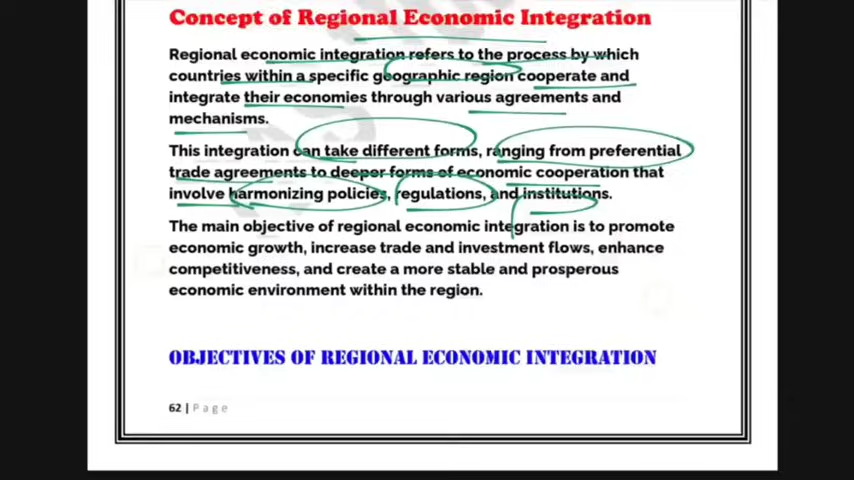 Concept of Regional Economic Integration
Regional economic integration refers to the process by which
countries within a specific geographic region cooperate and
integrate their economies through various agreements and
mechanisms.
This integration can take different forms, ranging from preferential
trade agreements to deeper forms of economic cooperation that
involve harmonizing policies, regulations, and institutions.
The main objective of regional economic integration is to promote
economic growth, increase trade and investment flows, enhance
competitiveness, and create a more stable and prosperous
economic environment within the region.
OBJECTIVES OF REGIONAL ECONOMIC INTEGRATION
62 | Page